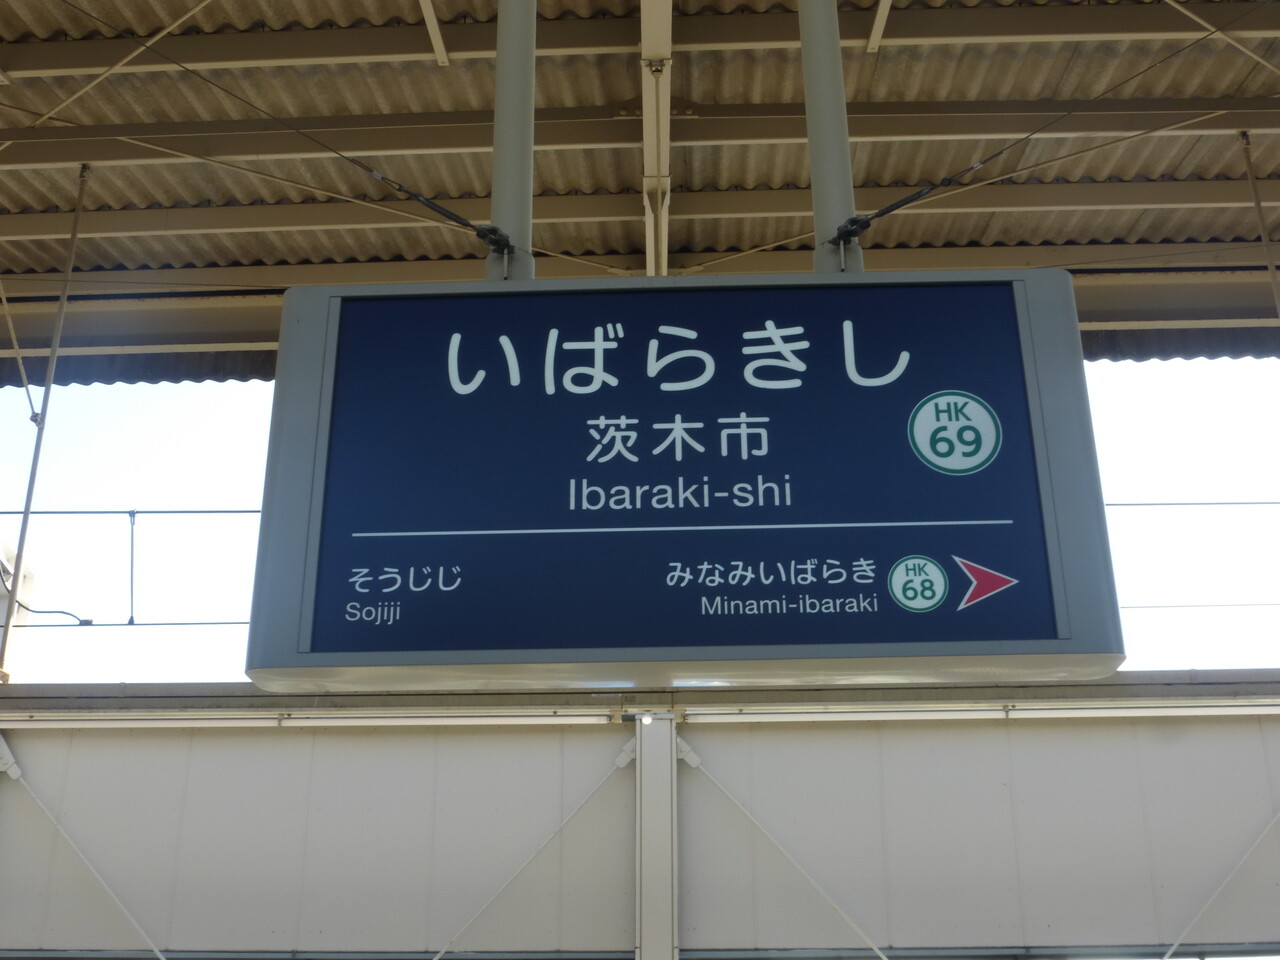 いばらきし
茨木市
Ibaraki-shi
HK
69
そうじじ
Sojiji
みなみいばらき
Minami-ibaraki
HK
68